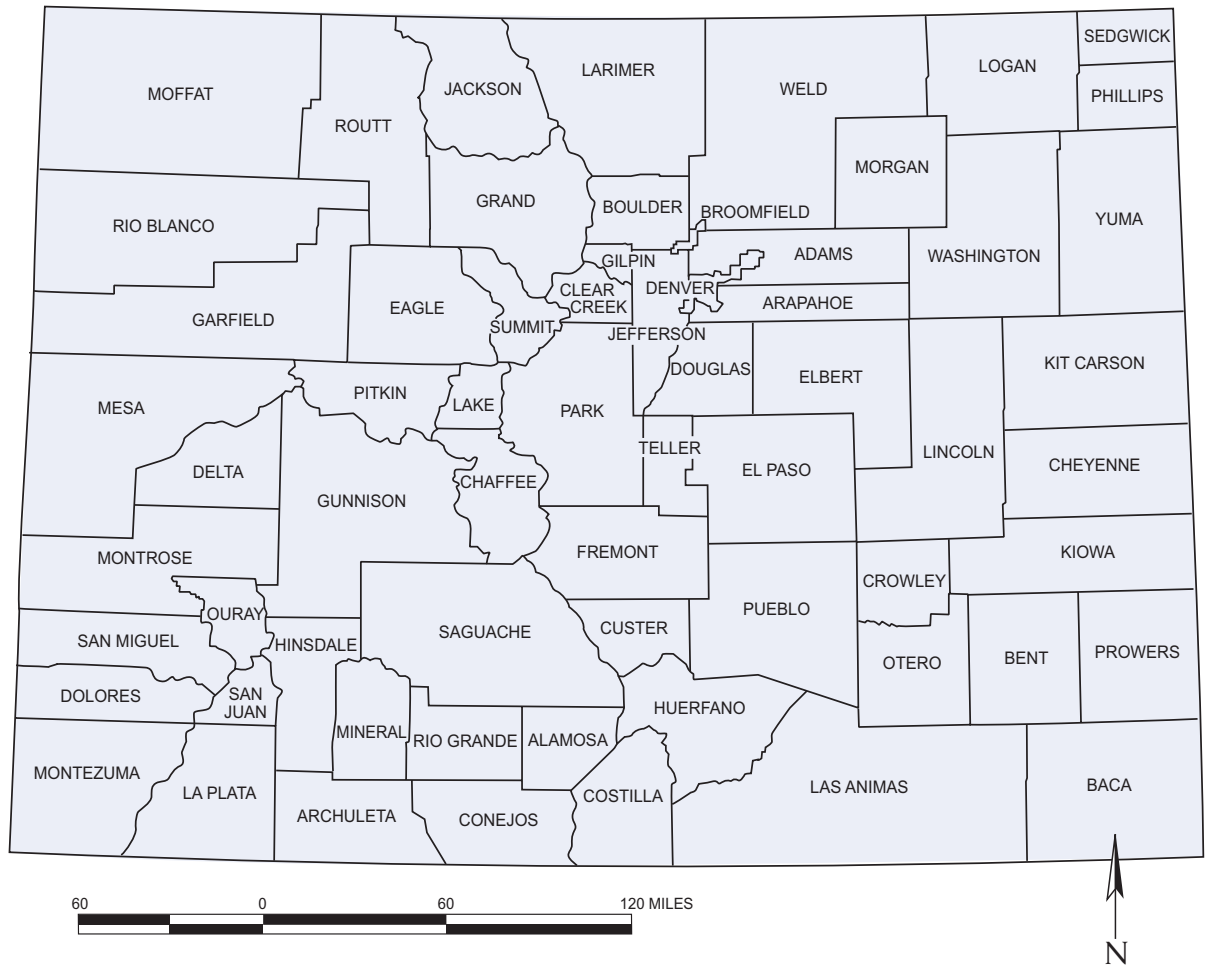 SEDGWICK
LOGAN
LARIMER
WELD
JACKSON
MOFFAT
PHILLIPS
ROUTT
MORGAN
GRAND
BOULDER
BROOMFIELD
YUMA
RIO BLANCO
GILPIN
ADAMS
WASHINGTON
CLEAR
CREEK
DENVER
ARAPAHOE
EAGLE
GARFIELD
SUMMIT
JEFFERSON
DOUGLAS
ELBERT
KIT CARSON
PITKIN
LAKE
PARK
MESA
TELLER
LINCOLN
CHEYENNE
DELTA
EL PASO
CHAFFEE
GUNNISON
FREMONT
KIOWA
MONTROSE
CROWLEY
OURAY
PUEBLO
SAN MIGUEL
HINSDALE
SAGUACHE
CUSTER
OTERO
BENT
PROWERS
DOLORES
SAN
JUAN
HUERFANO
MINERAL
RIO GRANDE
ALAMOSA
MONTEZUMA
LA PLATA
COSTILLA
LAS ANIMAS
BACA
ARCHULETA
CONEJOS
60 0 60 120 MILES
N